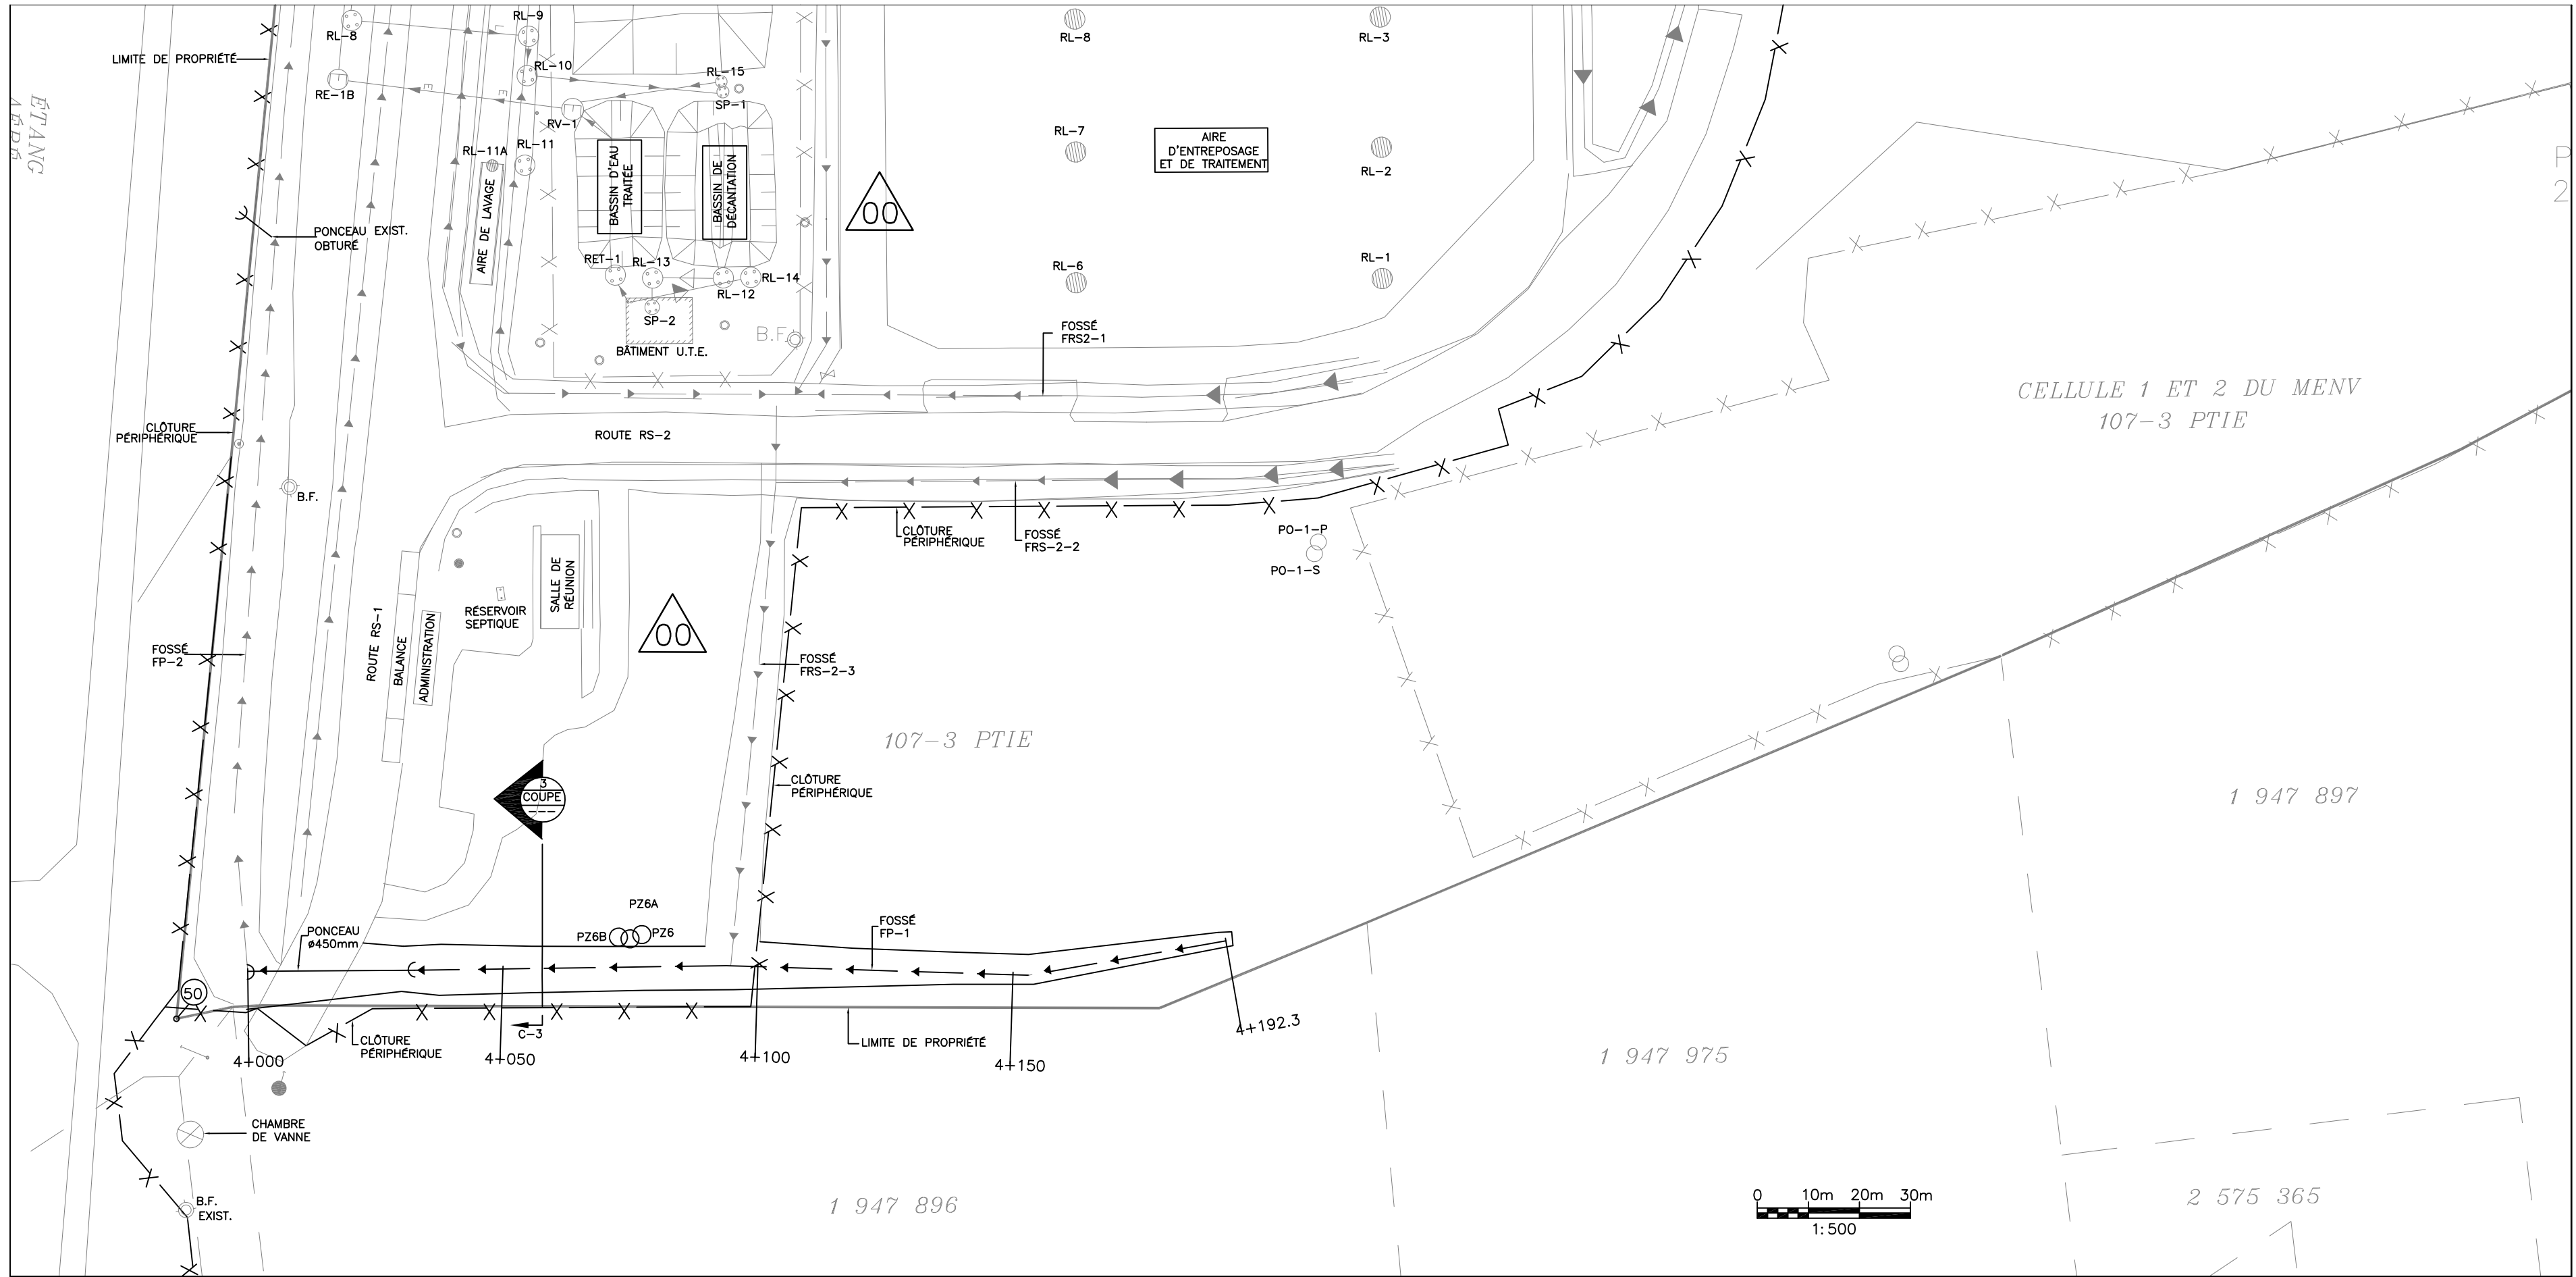 RL-8
RL-9
RL-8
RL-3
LIMITE DE PROPRIÉTÉ
RE-1B
RL-10
RL-15
SP-1
E
E
L
RV-1
ÉTANG
RL-11A
RL-11
RL-7
RL-2
AIRE
D'ENTREPOSAGE
ET DE TRAITEMENT
P
2
BASSIN D'EAU
TRAITÉE
BASSIN DE
DÉCANTATION
AIRE DE LAVAGE
00
PONCEAU EXIST.
OBTURÉ
RET-1
RL-13
RL-12
RL-14
RL-6
RL-1
SP-2
B.F.
BÂTIMENT U.T.E.
FOSSÉ
FRS2-1
CLÔTURE
PÉRIPHÉRIQUE
ROUTE RS-2
CELLULE 1 ET 2 DU MENV
107-3 PTIE
B.F.
CLÔTURE
PÉRIPHÉRIQUE
FOSSÉ
FRS-2-2
PO-1-P
PO-1-S
SALLE DE
RÉUNION
RÉSERVOIR
SEPTIQUE
ROUTE RS-1
BALANCE
ADMINISTRATION
00
FOSSÉ
FP-2
FOSSÉ
FRS-2-3
107-3 PTIE
CLÔTURE
PÉRIPHÉRIQUE
3
COUPE
---
1 947 897
PZ6A
PZ6B
PZ6
PONCEAU
ø450mm
FOSSÉ
FP-1
50
C-3
CLÔTURE
PÉRIPHÉRIQUE
LIMITE DE PROPRIÉTÉ
4+000
4+050
4+100
4+150
4+192.3
1 947 975
CHAMBRE
DE VANNE
B.F.
EXIST.
1 947 896
0 10m 20m 30m
1:500
2 575 365